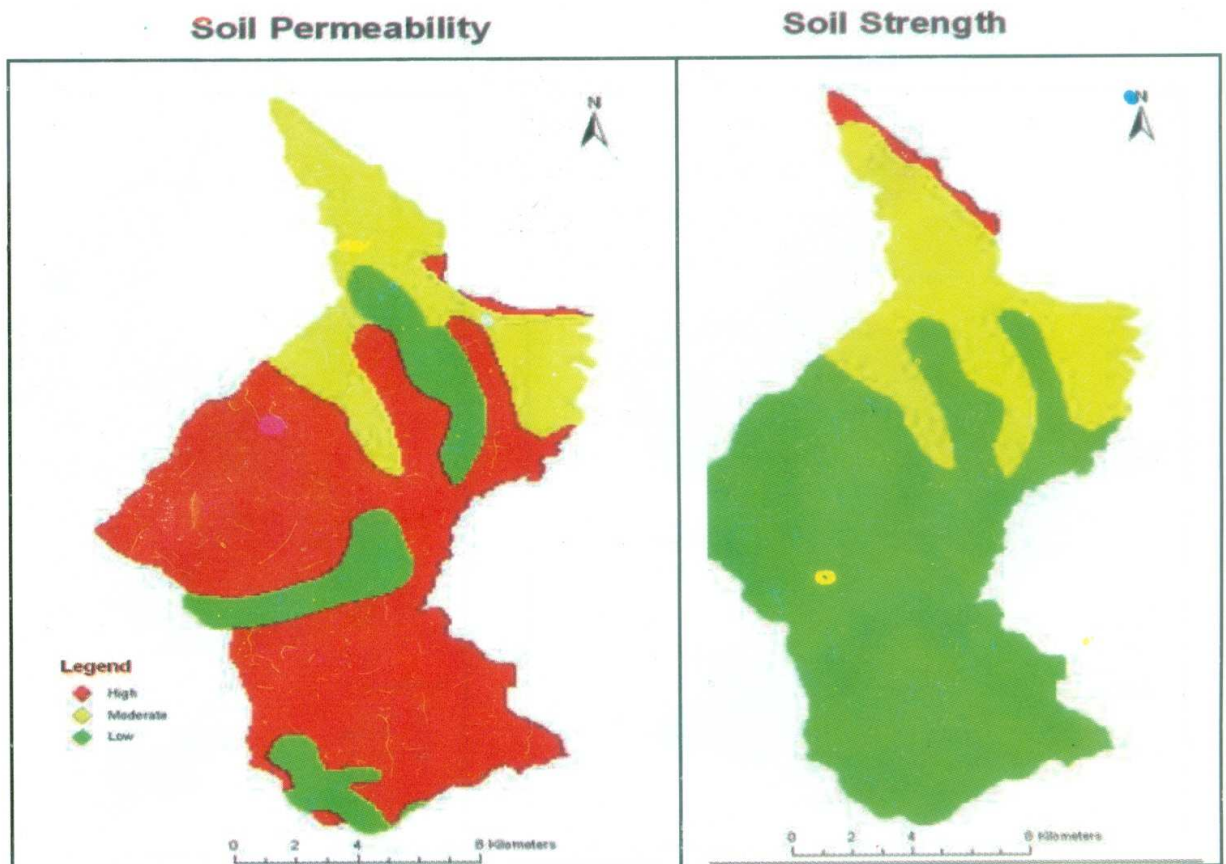 Soil Permeability
Soil Strength
N
N
Legend
High
Moderate
Low
0 2 4 8 Kilometers
0 2 4 8 Kilometers